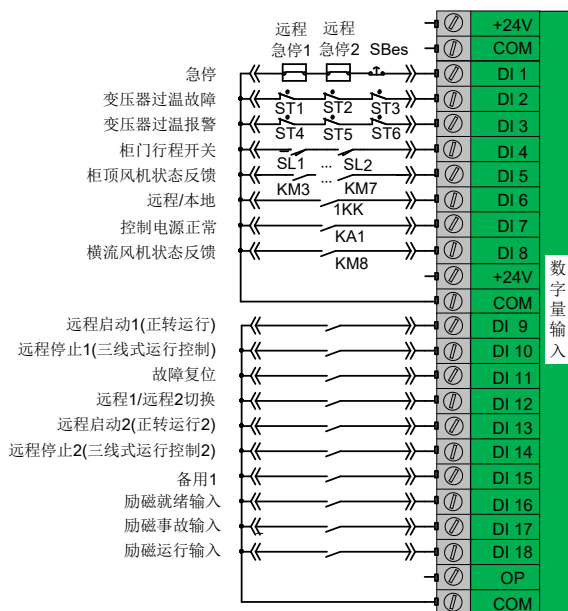 远程 远程
急停1 急停2 SBes
+24V
COM
急停 DI 1
变压器过温故障 ST1 ST2 ST3 DI 2
变压器过温报警 ST4 ST5 ST6 DI 3
柜门行程开关 SL1 ... SL2 DI 4
柜顶风机状态反馈 KM3 ... KM7 DI 5
远程/本地 1KK DI 6
控制电源正常 KA1 DI 7
横流风机状态反馈 KM8 DI 8
+24V
COM
数字量输入
远程启动1(正转运行) DI 9
远程停止1(三线式运行控制) DI 10
故障复位 DI 11
远程1/远程2切换 DI 12
远程启动2(正转运行2) DI 13
远程停止2(三线式运行控制2) DI 14
备用1 DI 15
励磁就绪输入 DI 16
励磁事故输入 DI 17
励磁运行输入 DI 18
OP
COM